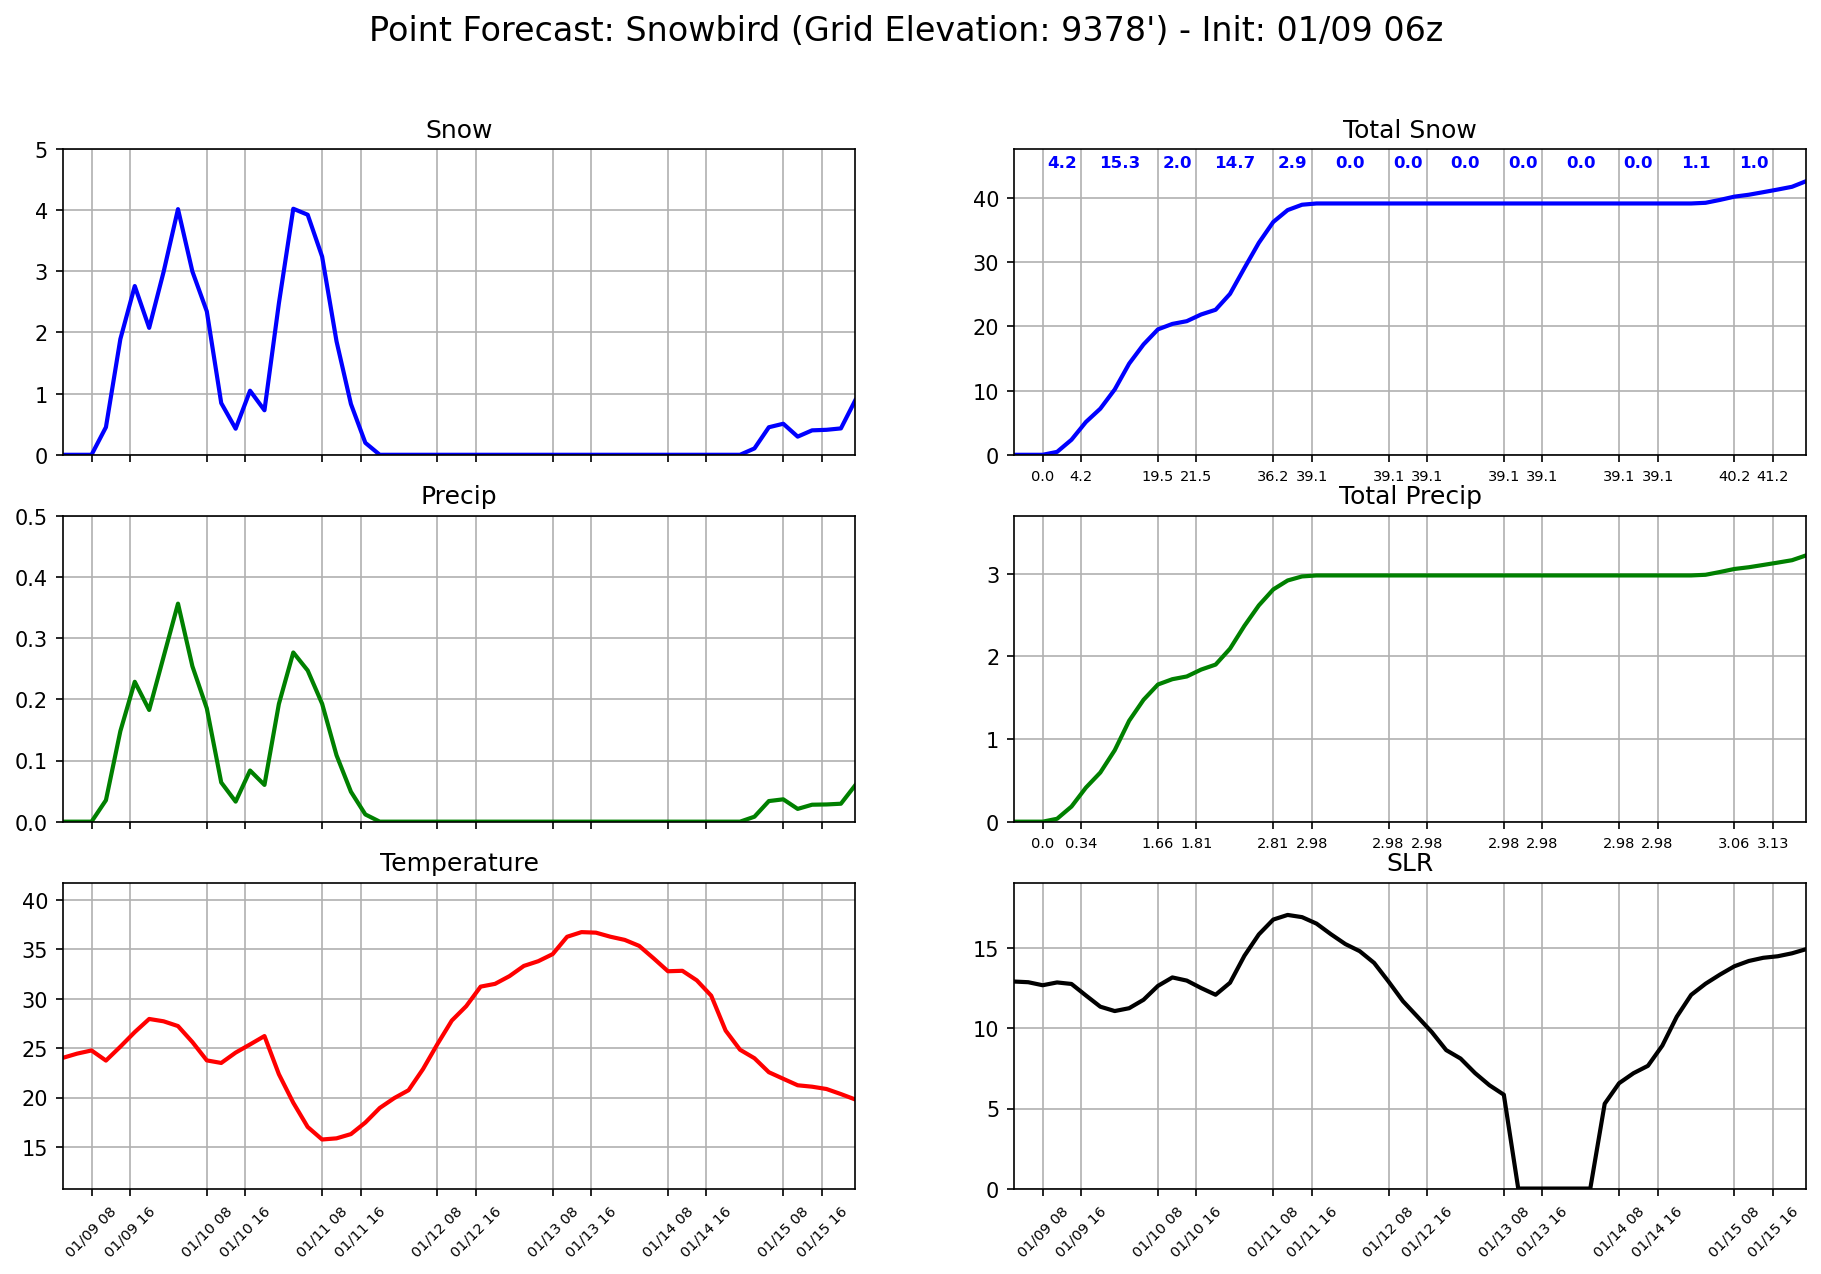 Point Forecast: Snowbird (Grid Elevation: 9378') - Init: 01/09 06z
Snow
5
4
3
2
1
0
Total Snow
4.2 15.3 2.0 14.7 2.9 0.0 0.0 0.0 0.0 0.0 0.0 1.1 1.0
40
30
20
10
0
0.0 4.2 19.5 21.5 36.2 39.1 39.1 39.1 39.1 39.1 39.1 39.1 40.2 41.2
Precip
0.5
0.4
0.3
0.2
0.1
0.0
Total Precip
3
2
1
0
0.0 0.34 1.66 1.81 2.81 2.98 2.98 2.98 2.98 2.98 2.98 2.98 3.06 3.13
Temperature
40
35
30
25
20
15
01/09 08 01/09 16 01/10 08 01/10 16 01/11 08 01/11 16 01/12 08 01/12 16 01/13 08 01/13 16 01/14 08 01/14 16 01/15 08 01/15 16
SLR
15
10
5
0
01/09 08 01/09 16 01/10 08 01/10 16 01/11 08 01/11 16 01/12 08 01/12 16 01/13 08 01/13 16 01/14 08 01/14 16 01/15 08 01/15 16